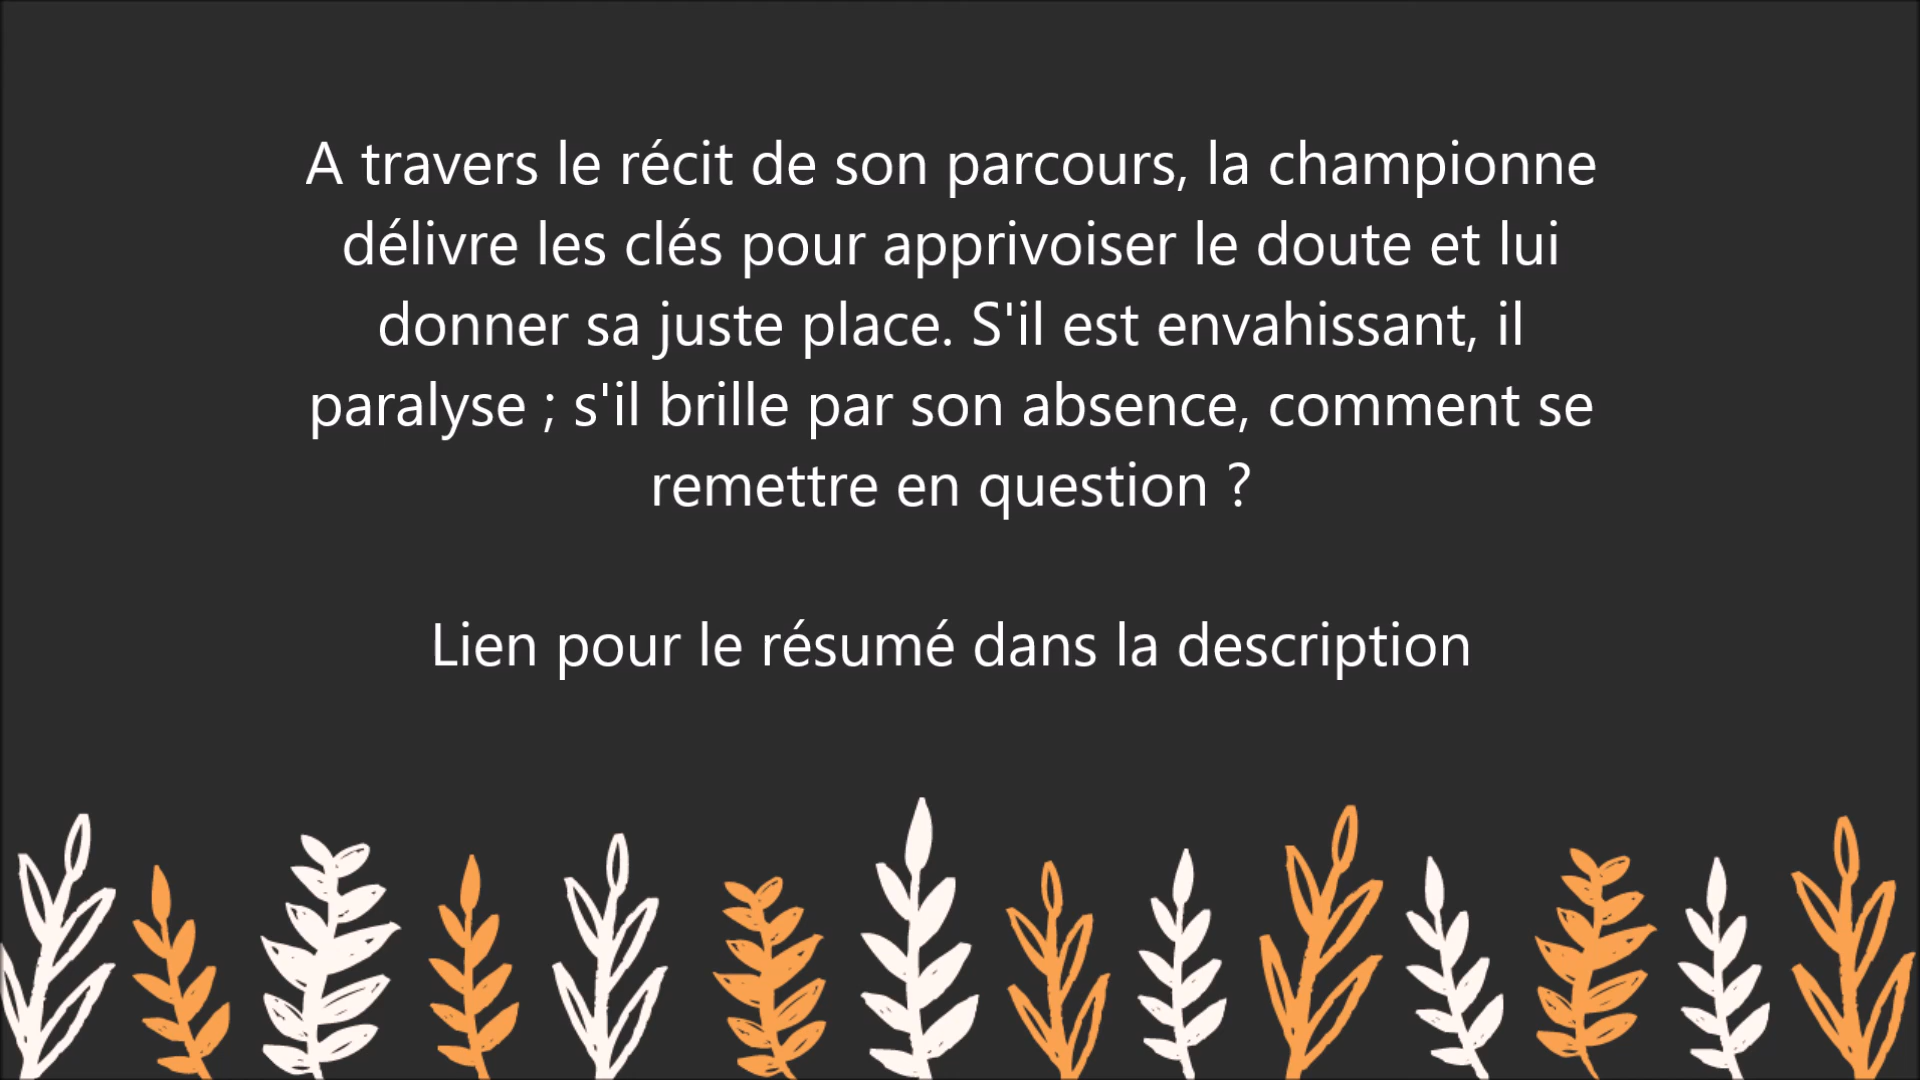 A travers le récit de son parcours, la championne
délivre les clés pour apprivoiser le doute et lui
donner sa juste place. S'il est envahissant, il
paralyse ; s'il brille par son absence, comment se
remettre en question ?
Lien pour le résumé dans la description